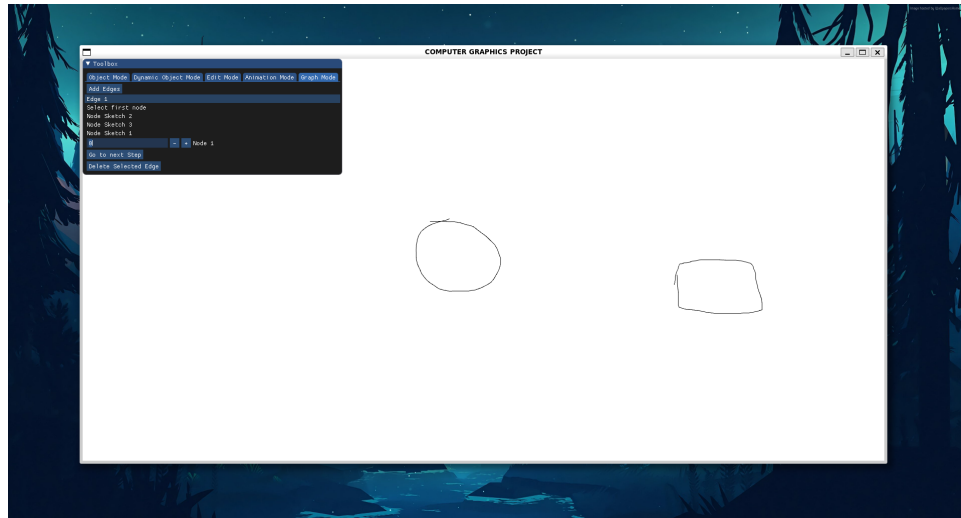 COMPUTER GRAPHICS PROJECT
Toolbox
Object Mode Dynamic Object Mode Edit Mode Animation Mode Graph Mode
Add Edges
Edge 1
Select first node
Node Sketch 2
Node Sketch 3
Node Sketch 1
0 - + Node 1
Go to next Step
Delete Selected Edge